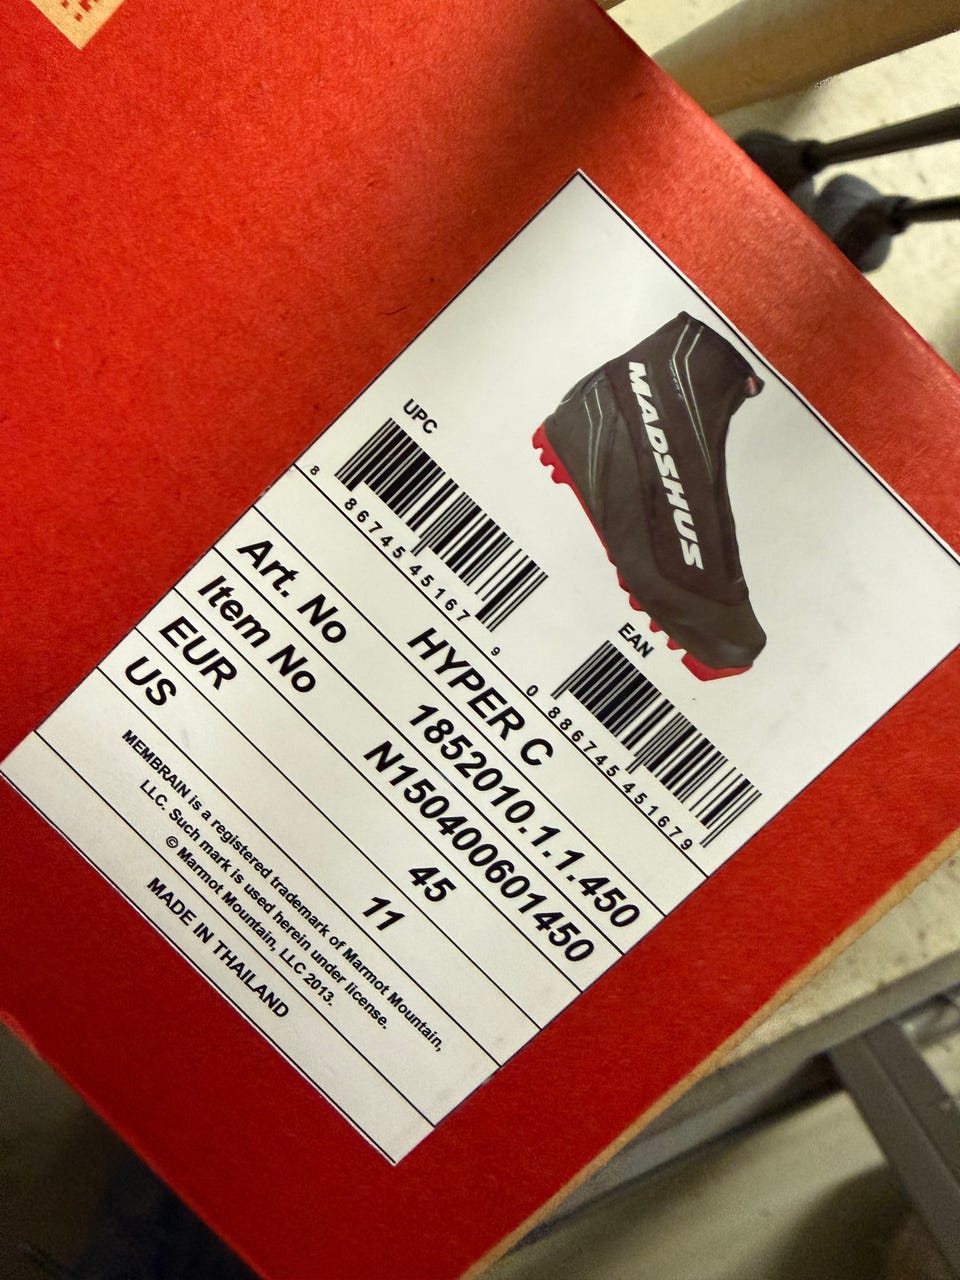 MADSHUS
UPC
8 86745 45167 9
EAN
0 886745 451679
HYPER C
Art. No 1852010.1.1.450
Item No N150400601450
EUR 45
US 11
MEMBRAIN is a registered trademark of Marmot Mountain,
LLC. Such mark is used herein under license.
© Marmot Mountain, LLC 2013.
MADE IN THAILAND